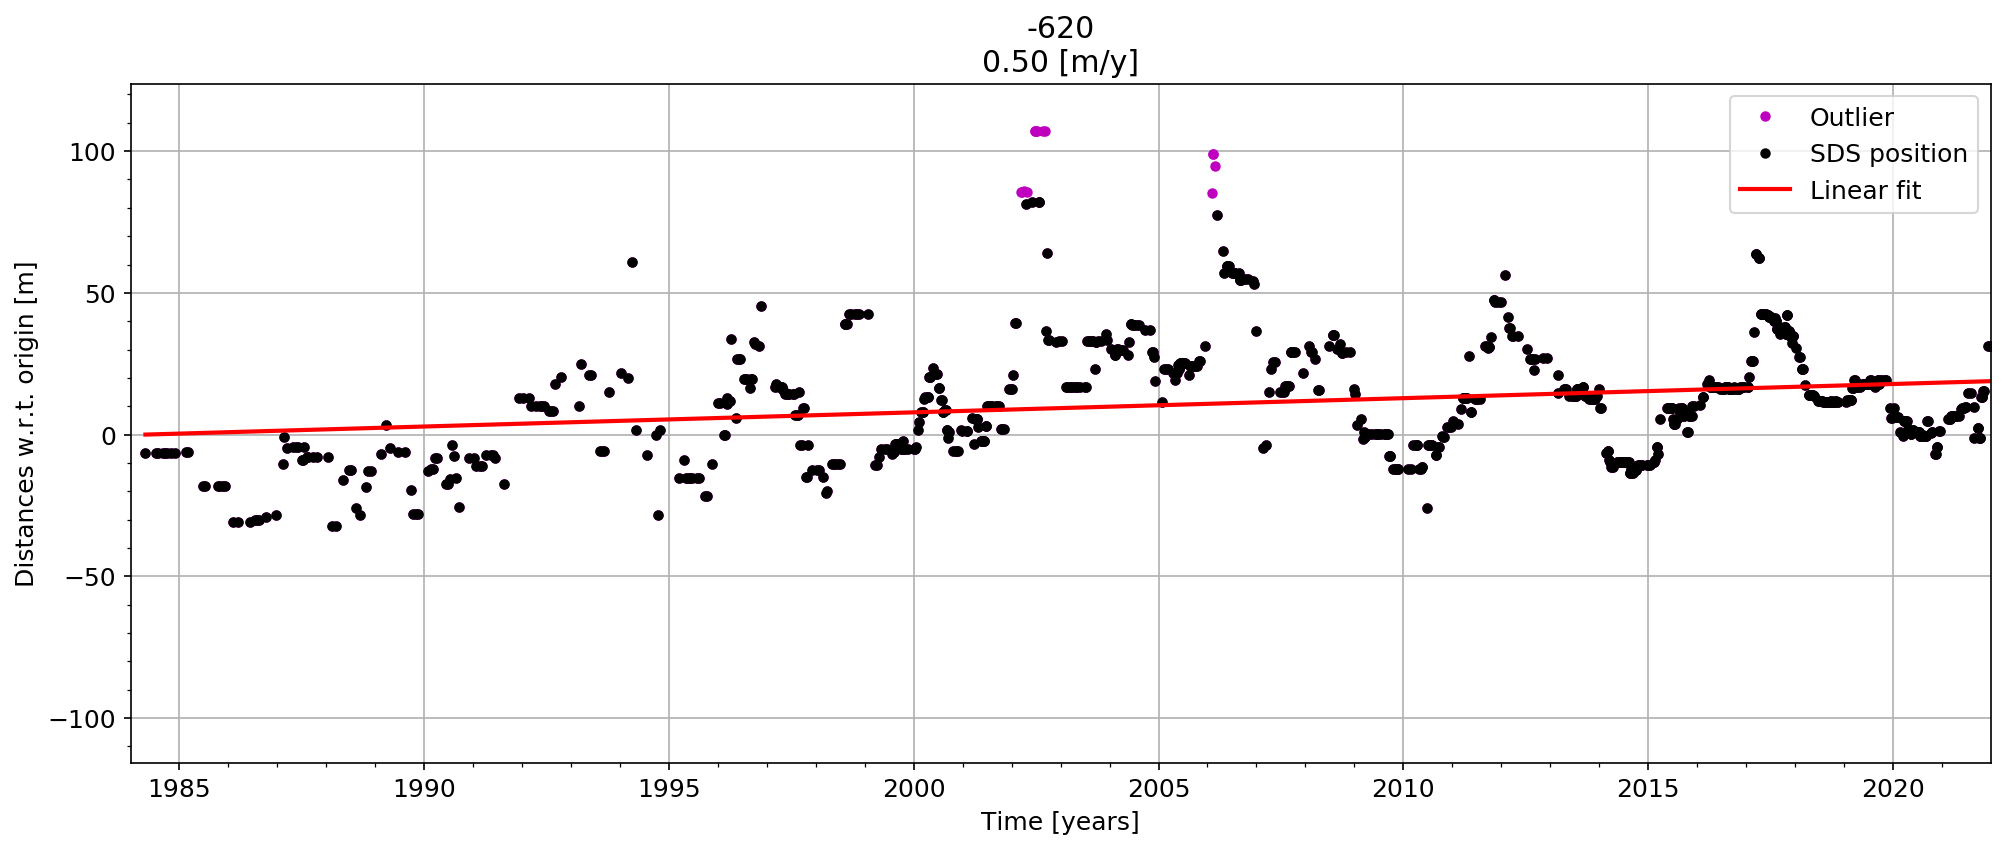 -620
0.50 [m/y]
Outlier
SDS position
Linear fit
Distances w.r.t. origin [m]
100
50
0
−50
−100
1985 1990 1995 2000 2005 2010 2015 2020
Time [years]